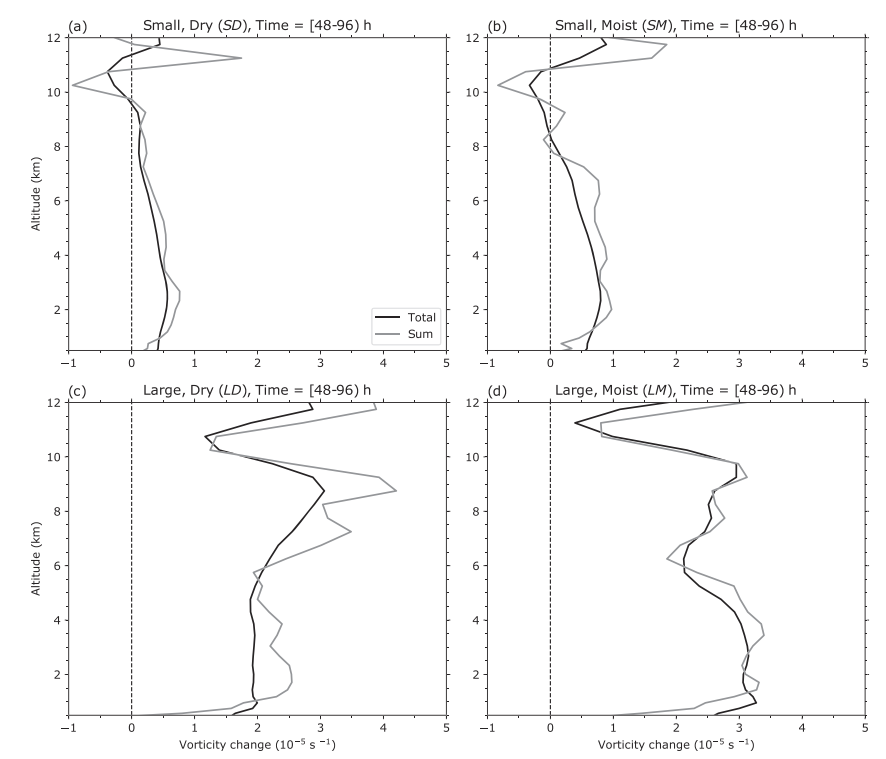 (a) Small, Dry (SD), Time = [48-96) h
12
10
8
6
4
2
Altitude (km)
−1 0 1 2 3 4 5
Total
Sum
(b) Small, Moist (SM), Time = [48-96) h
12
10
8
6
4
2
−1 0 1 2 3 4 5
(c) Large, Dry (LD), Time = [48-96) h
12
10
8
6
4
2
Altitude (km)
−1 0 1 2 3 4 5
Vorticity change (10⁻⁵ s ⁻¹)
(d) Large, Moist (LM), Time = [48-96) h
12
10
8
6
4
2
−1 0 1 2 3 4 5
Vorticity change (10⁻⁵ s ⁻¹)